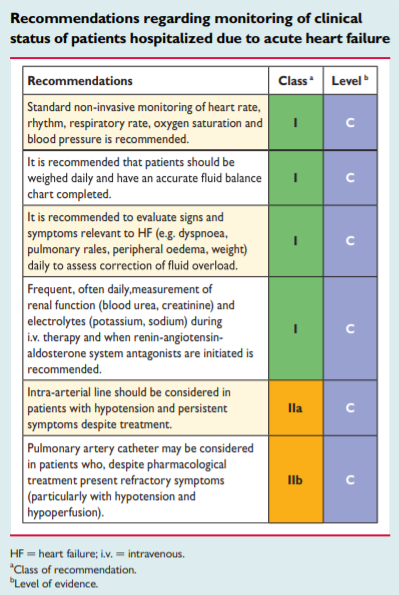 Recommendations regarding monitoring of clinical
status of patients hospitalized due to acute heart failure
Recommendations Class a Level b
Standard non-invasive monitoring of heart rate,
rhythm, respiratory rate, oxygen saturation and
blood pressure is recommended.
I C
It is recommended that patients should be
weighed daily and have an accurate fluid balance
chart completed.
I C
It is recommended to evaluate signs and
symptoms relevant to HF (e.g. dyspnoea,
pulmonary rales, peripheral oedema, weight)
daily to assess correction of fluid overload.
I C
Frequent, often daily,measurement of
renal function (blood urea, creatinine) and
electrolytes (potassium, sodium) during
i.v. therapy and when renin-angiotensin-
aldosterone system antagonists are initiated is
recommended.
I C
Intra-arterial line should be considered in
patients with hypotension and persistent
symptoms despite treatment.
IIa C
Pulmonary artery catheter may be considered
in patients who, despite pharmacological
treatment present refractory symptoms
(particularly with hypotension and
hypoperfusion).
IIb C
HF = heart failure; i.v. = intravenous.
aClass of recommendation.
bLevel of evidence.